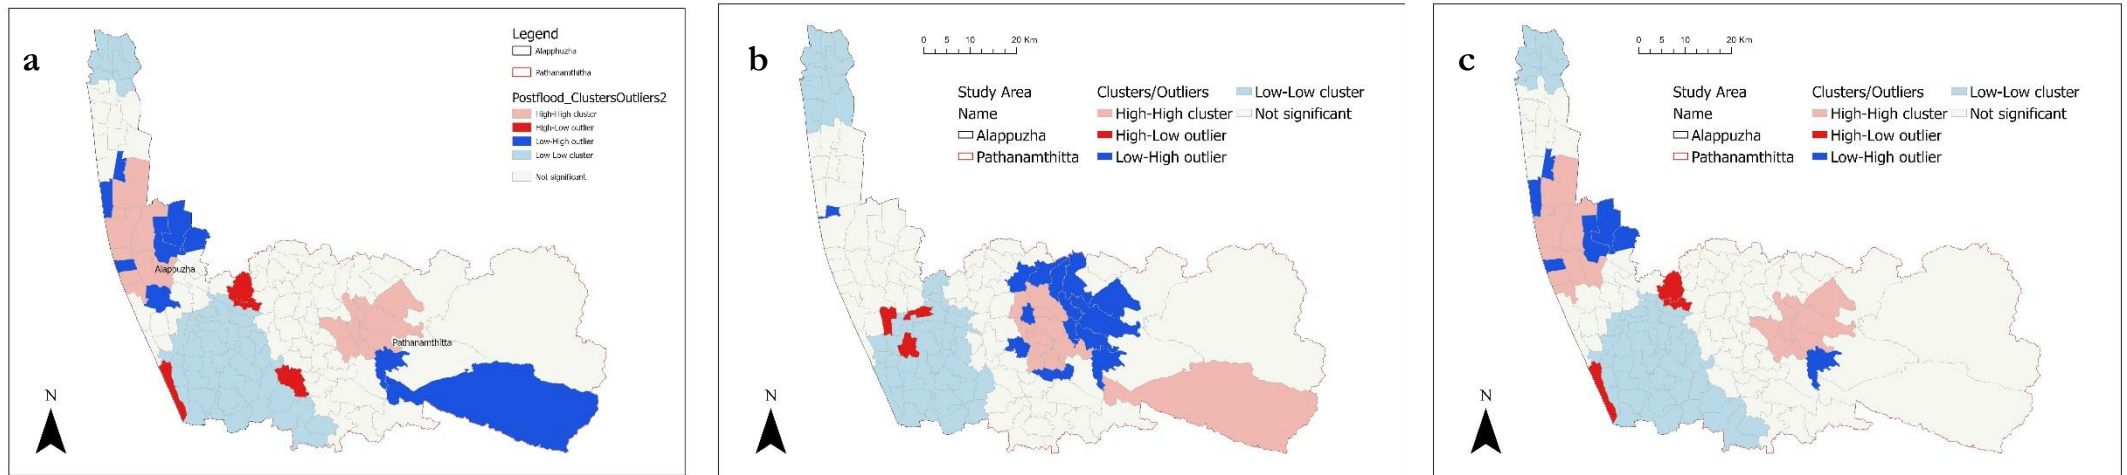 a
Legend
Alapphuzha
Pathanamthitha
Postflood_ClustersOutliers2
High-High cluster
High-Low outlier
Low-High outlier
Low-Low cluster
Not significant
Alappuzha
Pathanamthitta
N
b
0 5 10 20 Km
Study Area
Name
Alappuzha
Pathanamthitta
Clusters/Outliers
High-High cluster
High-Low outlier
Low-High outlier
Low-Low cluster
Not significant
N
c
0 5 10 20 Km
Study Area
Name
Alappuzha
Pathanamthitta
Clusters/Outliers
High-High cluster
High-Low outlier
Low-High outlier
Low-Low cluster
Not significant
N